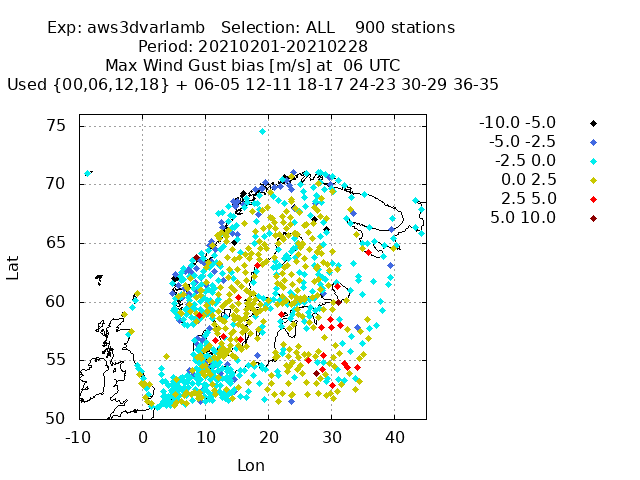 Exp: aws3dvarlamb Selection: ALL 900 stations
Period: 20210201-20210228
Max Wind Gust bias [m/s] at 06 UTC
Used {00,06,12,18} + 06-05 12-11 18-17 24-23 30-29 36-35
-10.0 -5.0
-5.0 -2.5
-2.5 0.0
0.0 2.5
2.5 5.0
5.0 10.0
75
70
65
60
55
50
Lat
-10 0 10 20 30 40
Lon